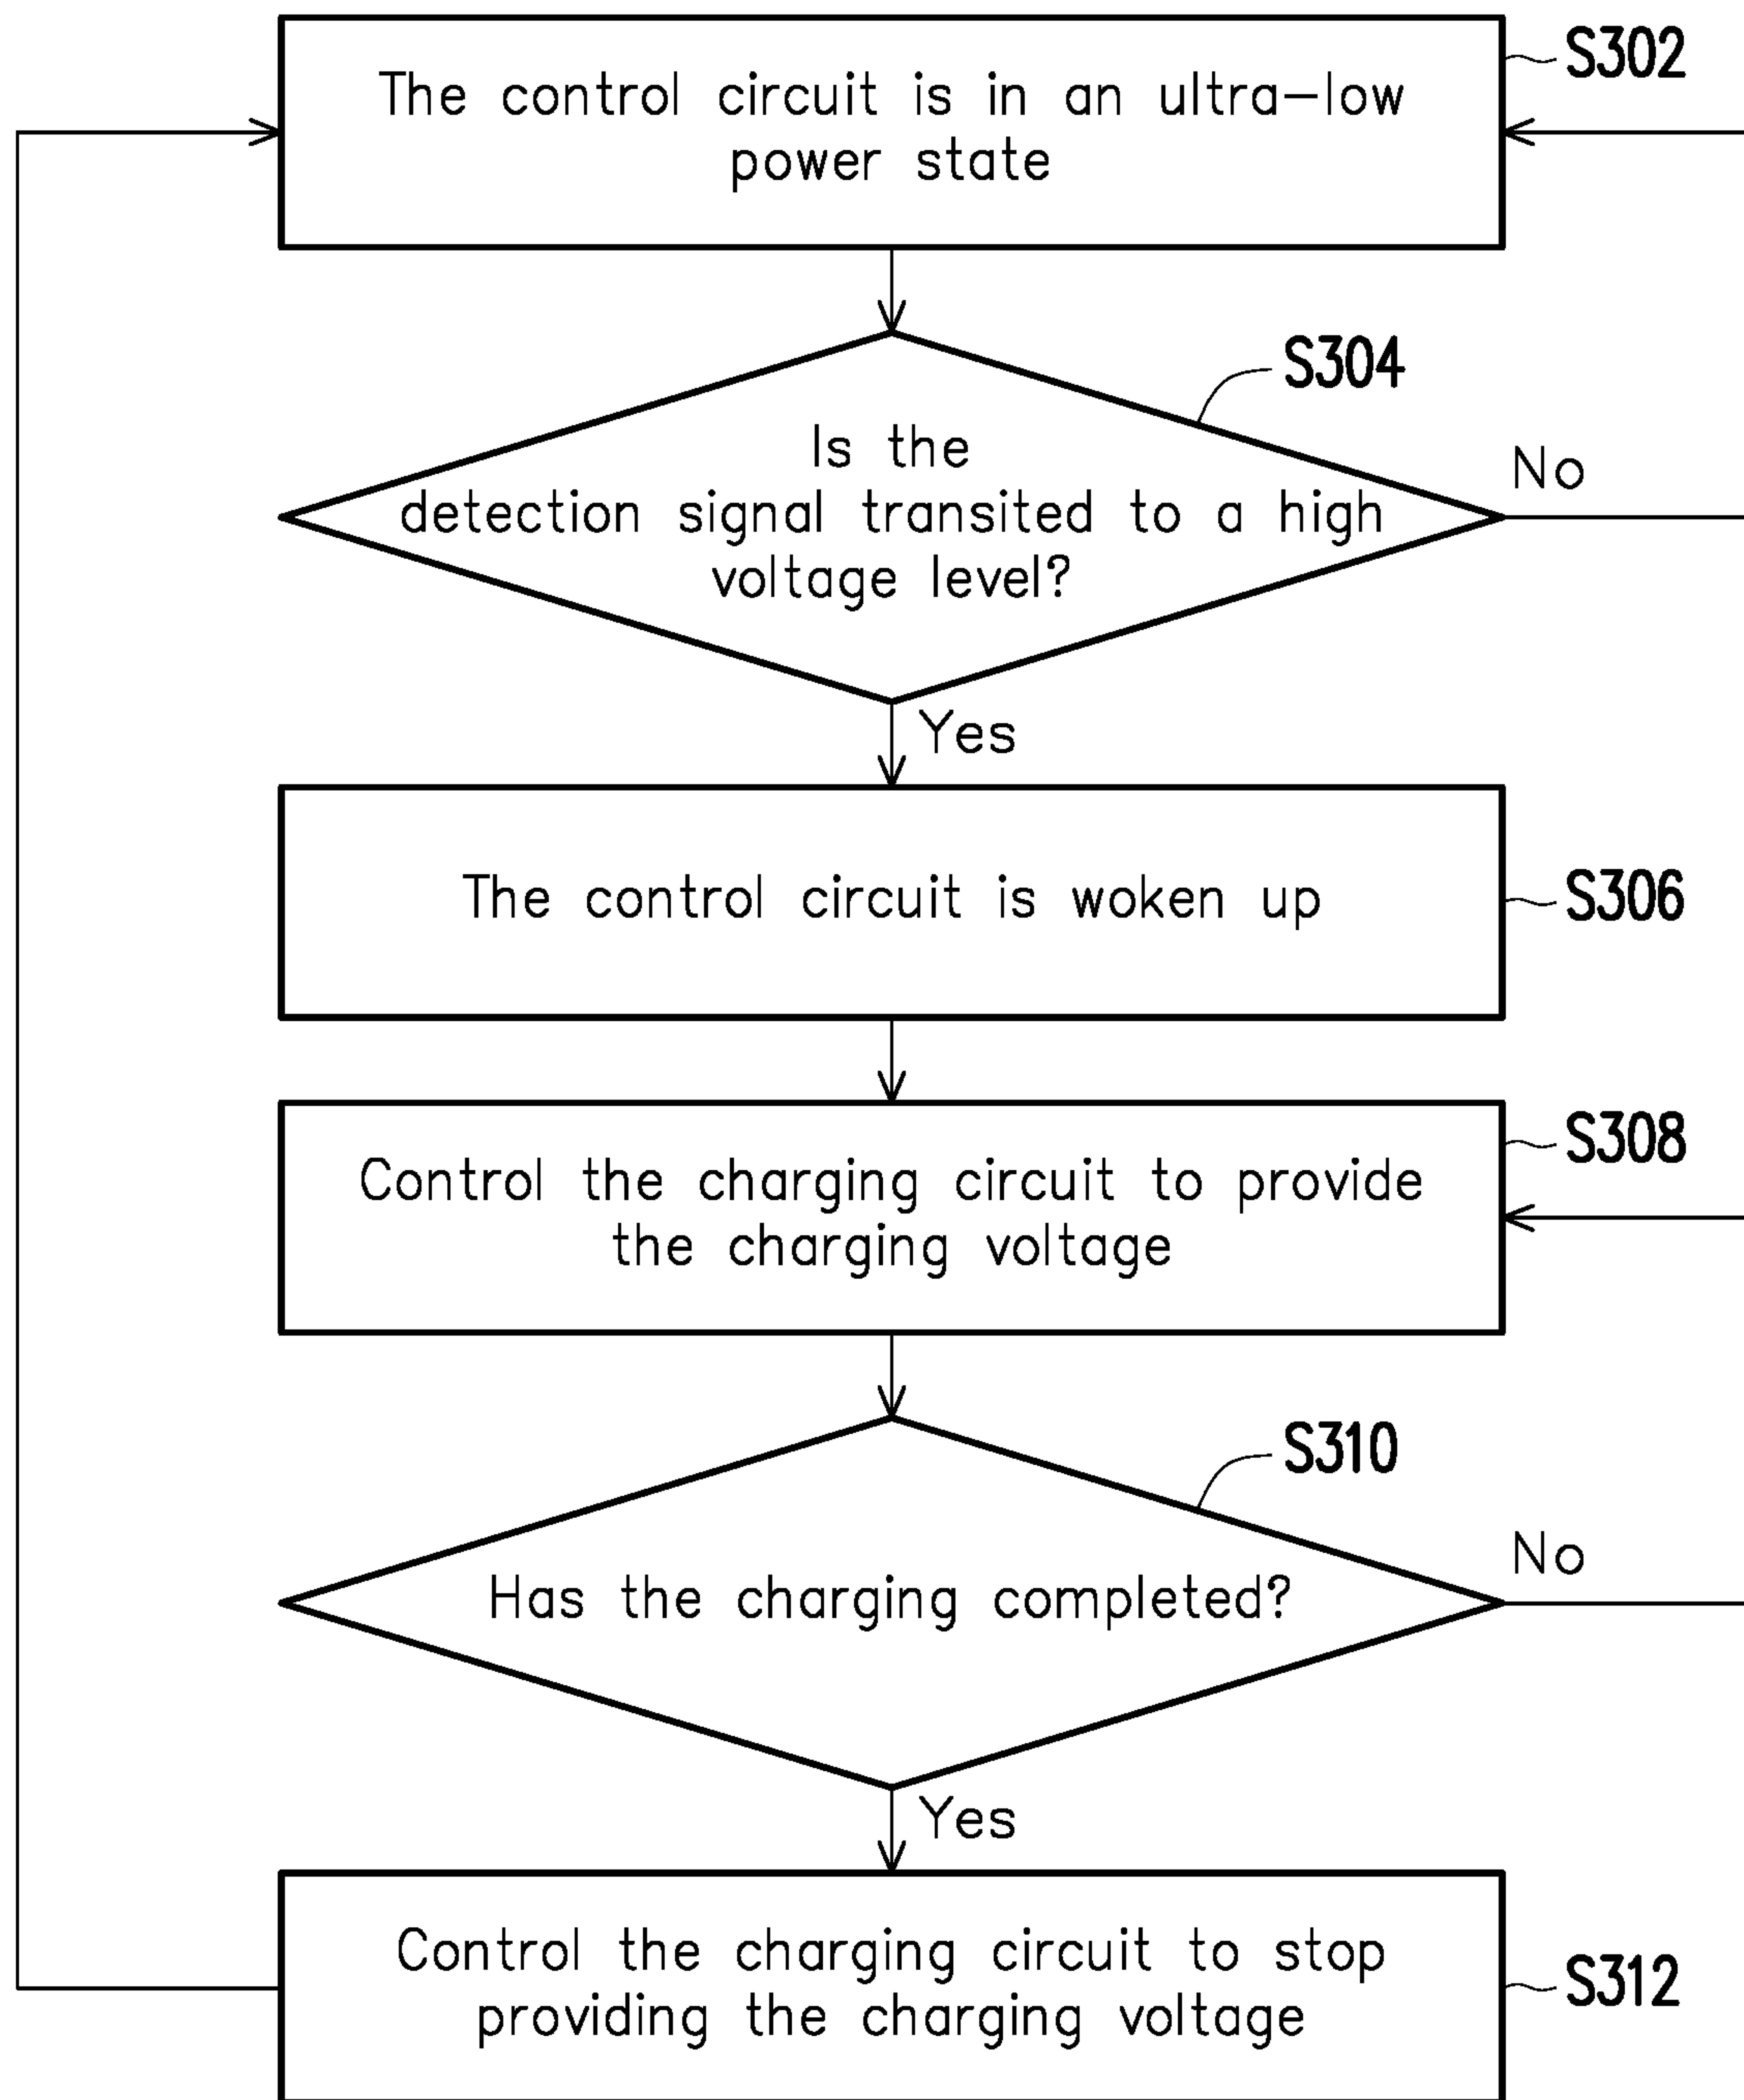 S302
The control circuit is in an ultra-low
power state
S304
Is the
detection signal transited to a high
voltage level?
No
Yes
The control circuit is woken up
S306
S308
Control the charging circuit to provide
the charging voltage
S310
Has the charging completed?
No
Yes
Control the charging circuit to stop
providing the charging voltage
S312